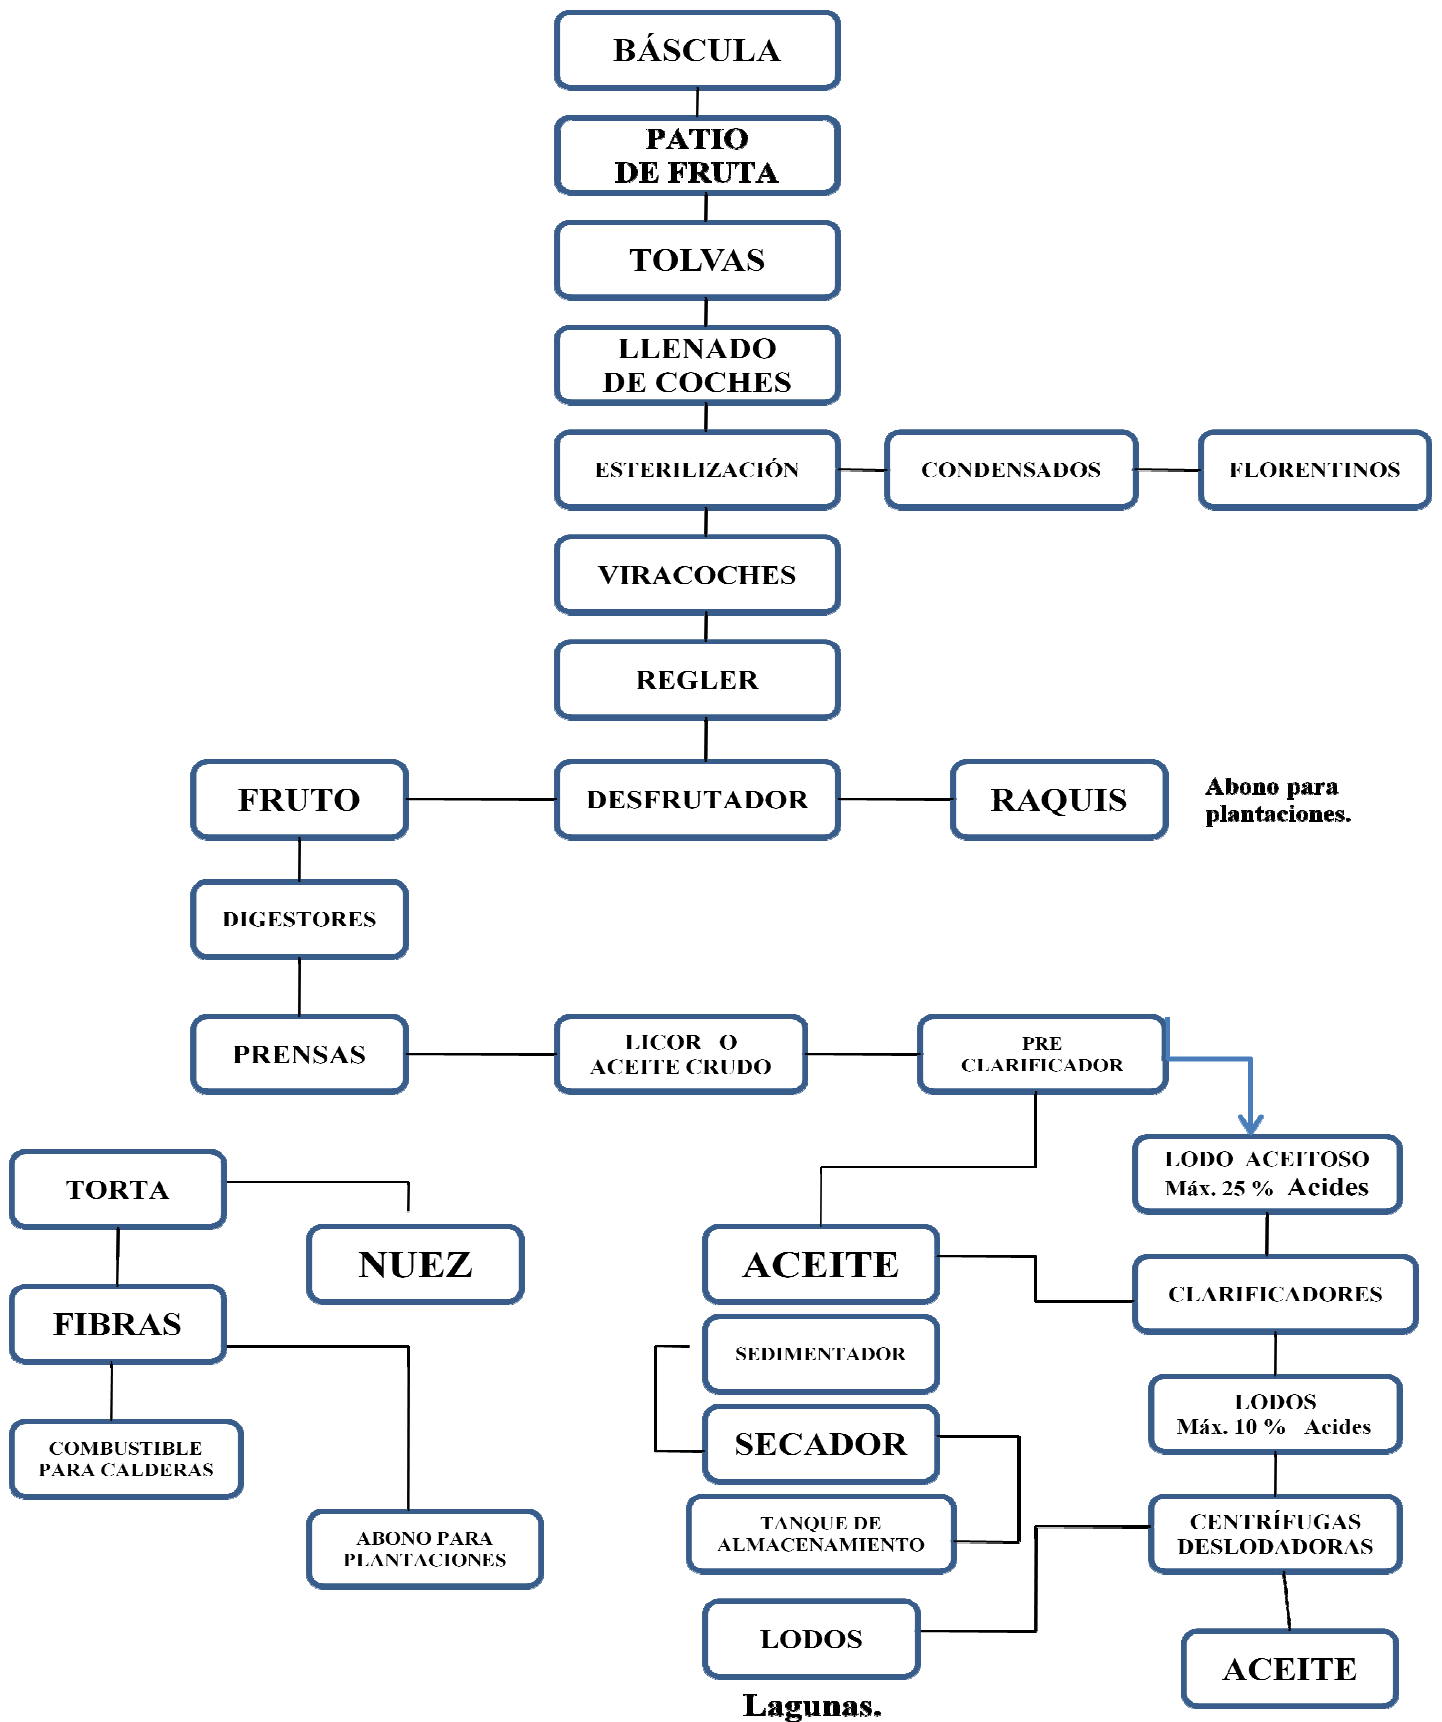 BÁSCULA
PATIO
DE FRUTA
TOLVAS
LLENADO
DE COCHES
ESTERILIZACIÓN
CONDENSADOS
FLORENTINOS
VIRACOCHES
REGLER
FRUTO
DESFRUTADOR
RAQUIS
Abono para
plantaciones.
DIGESTORES
PRENSAS
LICOR O
ACEITE CRUDO
PRE
CLARIFICADOR
LODO ACEITOSO
Máx. 25 % Acides
TORTA
NUEZ
ACEITE
CLARIFICADORES
FIBRAS
SEDIMENTADOR
LODOS
Máx. 10 % Acides
COMBUSTIBLE
PARA CALDERAS
SECADOR
ABONO PARA
PLANTACIONES
TANQUE DE
ALMACENAMIENTO
CENTRÍFUGAS
DESLODADORAS
LODOS
Lagunas.
ACEITE